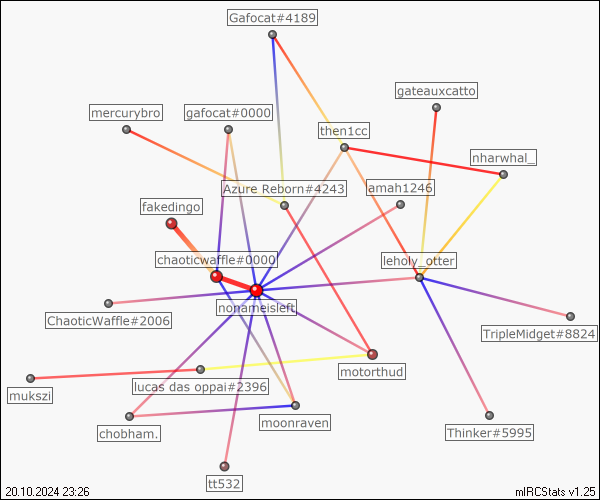 Gafocat#4189
gateauxcatto
mercurybro
gafocat#0000
then1cc
nharwhal_
Azure Reborn#4243
amah1246
fakedingo
chaoticwaffle#0000
leholy_otter
nonameisleft
ChaoticWaffle#2006
TripleMidget#8824
motorthud
lucas das oppai#2396
mukszi
moonraven
chobham.
Thinker#5995
tt532
20.10.2024 23:26
mIRCStats v1.25